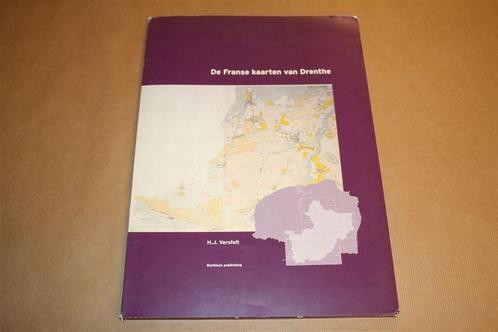 De Franse kaarten van Drenthe
H.J. Versfelt
Barkhuis publishing